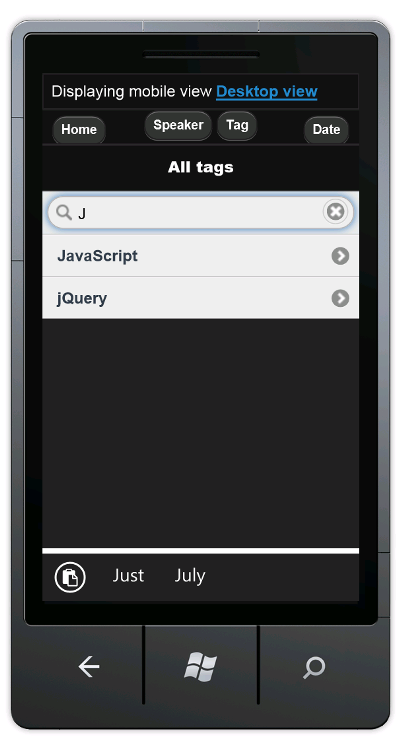 Displaying mobile view Desktop view
Home Speaker Tag Date
All tags
J
JavaScript
jQuery
Just July